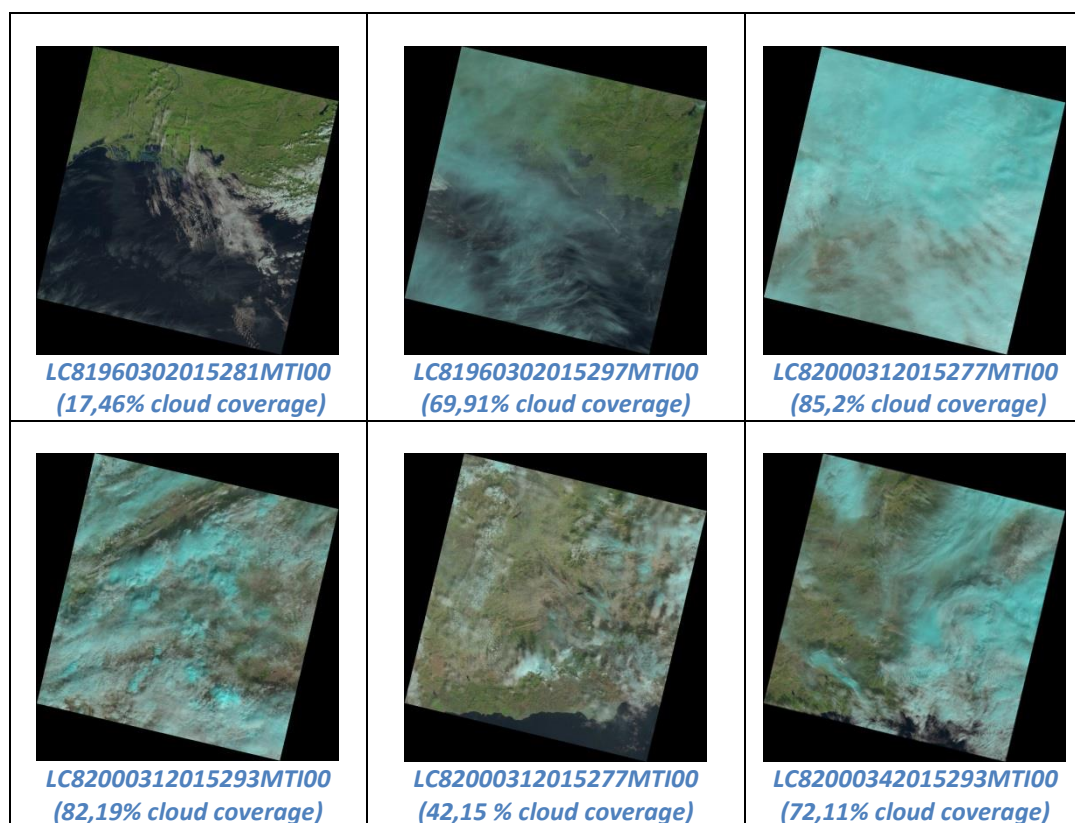 LC81960302015281MTI00
(17,46% cloud coverage)
LC81960302015297MTI00
(69,91% cloud coverage)
LC82000312015277MTI00
(85,2% cloud coverage)
LC82000312015293MTI00
(82,19% cloud coverage)
LC82000312015277MTI00
(42,15 % cloud coverage)
LC82000342015293MTI00
(72,11% cloud coverage)